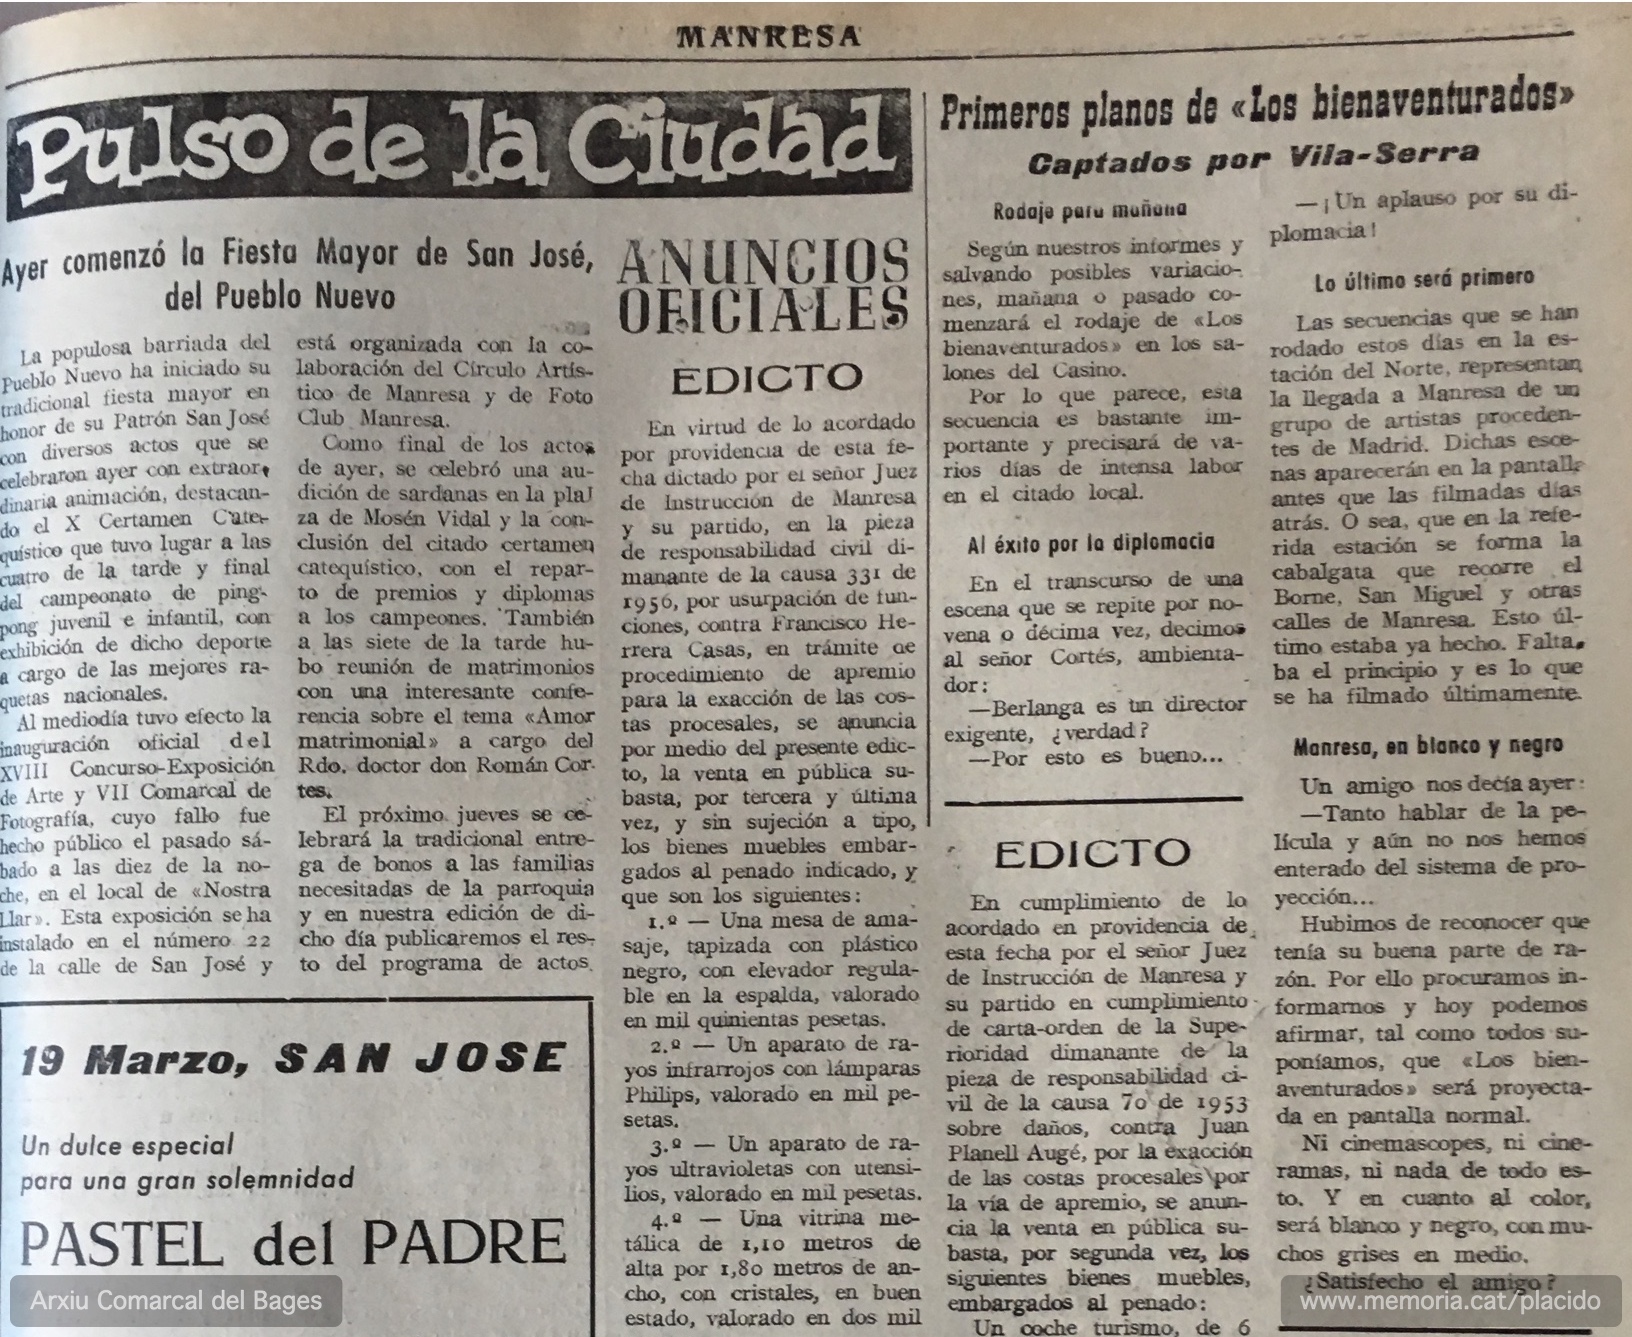 MANRESA
Pulso de la Ciudad
Ayer comenzó la Fiesta Mayor de San José,
del Pueblo Nuevo
La populosa barriada del
Pueblo Nuevo ha iniciado su
tradicional fiesta mayor en
honor de su Patrón San José
con diversos actos que se
celebraron ayer con extraor,
dinaria animación, destacan-
do el X Certamen Cate-
quístico que tuvo lugar a las
cuatro de la tarde y final
del campeonato de ping-
pong juvenil e infantil, con
exhibición de dicho deporte
a cargo de las mejores ra-
quetas nacionales.
Al mediodía tuvo efecto la
inauguración oficial del
XVIII Concurso-Exposición
de Arte y VII Comarcal de
Fotografía, cuyo fallo fue
hecho público el pasado sá-
bado a las diez de la no-
che, en el local de «Nostra
Llar». Esta exposición se ha
instalado en el número 22
de la calle de San José y
está organizada con la co-
laboración del Círculo Artís-
tico de Manresa y de Foto
Club Manresa.
Como final de los actos
de ayer, se celebró una au-
dición de sardanas en la pla
za de Mosén Vidal y la con-
clusión del citado certamen
catequístico, con el repar-
to de premios y diplomas
a los campeones. También
a las siete de la tarde hu-
bo reunión de matrimonios
con una interesante confe-
rencia sobre el tema «Amor
matrimonial» a cargo del
Rdo. doctor don Román Cor-
tes.
El próximo jueves se ce-
lebrará la tradicional entre-
ga de bonos a las familias
necesitadas de la parroquia
y en nuestra edición de di-
cho día publicaremos el res-
to del programa de actos.
19 Marzo, SAN JOSE
Un dulce especial
para una gran solemnidad
PASTEL del PADRE
ANUNCIOS
OFICIALES
EDICTO
En virtud de lo acordado
por providencia de esta fe-
cha dictado por el señor Juez
de Instrucción de Manresa
y su partido, en la pieza
de responsabilidad civil di-
manante de la causa 331 de
1956, por usurpación de fun-
ciones, contra Francisco He-
rrera Casas, en trámite de
procedimiento de apremio
para la exacción de las cos-
tas procesales, se anuncia
por medio del presente edic-
to, la venta en pública su-
basta, por tercera y última
vez, y sin sujeción a tipo,
los bienes muebles embar-
gados al penado indicado, y
que son los siguientes:
1.º — Una mesa de ama-
saje, tapizada con plástico
negro, con elevador regula-
ble en la espalda, valorado
en mil quinientas pesetas.
2.º — Un aparato de ra-
yos infrarrojos con lámparas
Philips, valorado en mil pe-
setas.
3.º — Un aparato de ra-
yos ultravioletas con utensi-
lios, valorado en mil pesetas.
4.º — Una vitrina me-
tálica de 1,10 metros de
alta por 1,80 metros de an-
cho, con cristales, en buen
estado, valorado en dos mil
Primeros planos de «Los bienaventurados»
Captados por Vila-Serra
Rodaje para mañana
Según nuestros informes y
salvando posibles variacio-
nes, mañana o pasado co-
menzará el rodaje de «Los
bienaventurados» en los sa-
lones del Casino.
Por lo que parece, esta
secuencia es bastante im-
portante y precisará de va-
rios días de intensa labor
en el citado local.
Al éxito por la diplomacia
En el transcurso de una
escena que se repite por no-
vena o décima vez, decimos
al señor Cortés, ambienta-
dor:
—Berlanga es un director
exigente, ¿verdad?
—Por esto es bueno...
EDICTO
En cumplimiento de lo
acordado en providencia de
esta fecha por el señor Juez
de Instrucción de Manresa y
su partido en cumplimiento
de carta-orden de la Supe-
rioridad dimanante de la
pieza de responsabilidad ci-
vil de la causa 70 de 1953
sobre daños, contra Juan
Planell Augé, por la exacción
de las costas procesales por
la vía de apremio, se anun-
cia la venta en pública su-
basta, por segunda vez, los
siguientes bienes muebles,
embargados al penado:
Un coche turismo, de 6
—¡Un aplauso por su di-
plomacia!
Lo último será primero
Las secuencias que se han
rodado estos días en la es-
tación del Norte, representan
la llegada a Manresa de un
grupo de artistas proceden-
tes de Madrid. Dichas esce-
nas aparecerán en la pantalla
antes que las filmadas días
atrás. O sea, que en la refe-
rida estación se forma la
cabalgata que recorre el
Borne, San Miguel y otras
calles de Manresa. Esto úl-
timo estaba ya hecho. Falta-
ba el principio y es lo que
se ha filmado últimamente.
Manresa, en blanco y negro
Un amigo nos decía ayer:
—Tanto hablar de la pe-
lícula y aún no nos hemos
enterado del sistema de pro-
yección...
Hubimos de reconocer que
tenía su buena parte de ra-
zón. Por ello procuramos in-
formarnos y hoy podemos
afirmar, tal como todos su-
poníamos, que «Los bien-
aventurados» será proyecta-
da en pantalla normal.
Ni cinemascopes, ni cine-
ramas, ni nada de todo es-
to. Y en cuanto al color,
será blanco y negro, con mu-
chos grises en medio.
¿Satisfecho el amigo?
Arxiu Comarcal del Bages
www.memoria.cat/placido